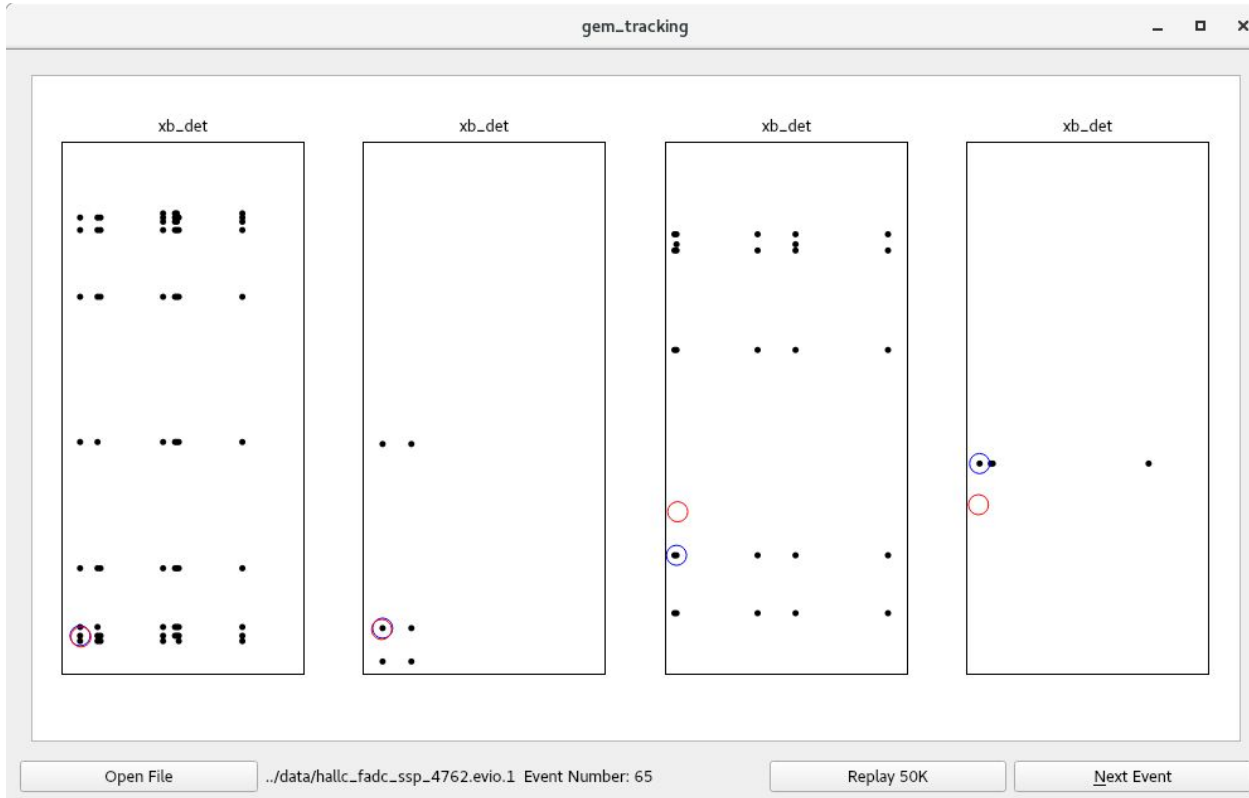 gem_tracking
xb_det xb_det xb_det xb_det
Open File ../data/hallc_fadc_ssp_4762.evio.1 Event Number: 65 Replay 50K Next Event